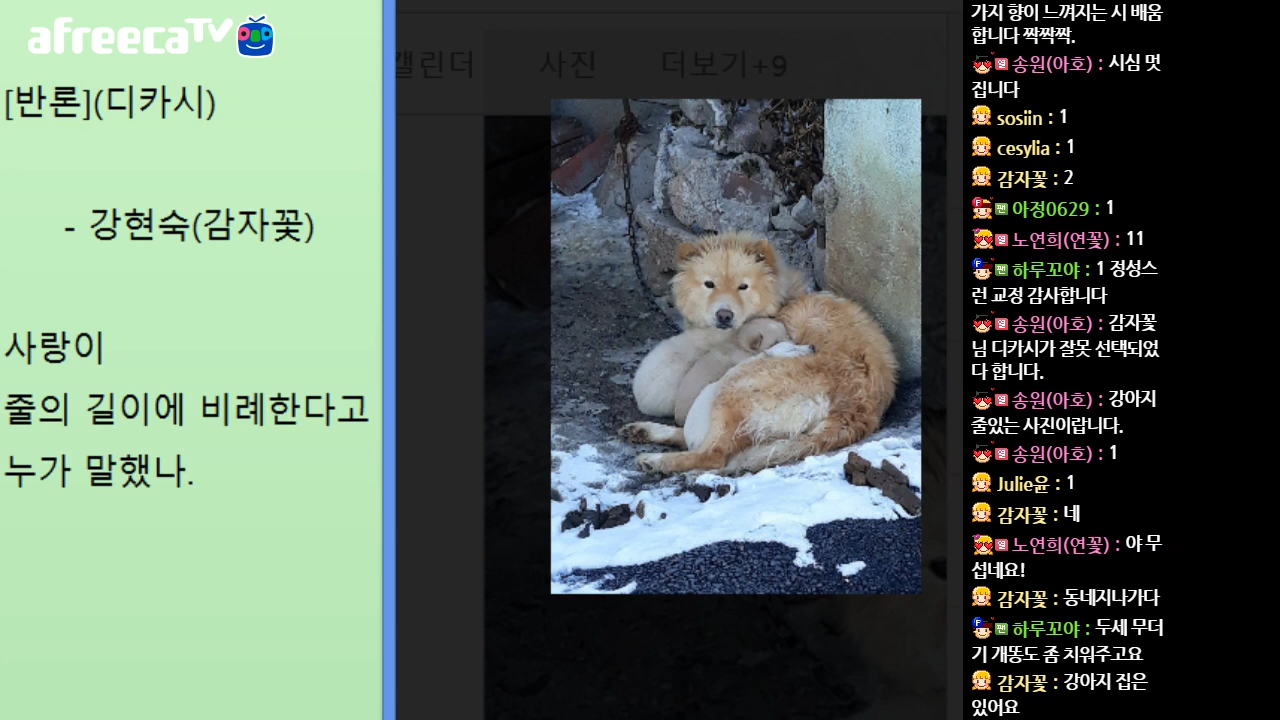 afreecaTV
[반론](디카시)
- 강현숙(감자꽃)
사랑이
줄의 길이에 비례한다고
누가 말했나.
캘린더 사진 더보기+9
가지 향이 느껴지는 시 배움
합니다 짝짝짝.
열 송원(아호) : 시심 멋
집니다
sosiin : 1
cesylia : 1
감자꽃 : 2
F 팬 아정0629 : 1
열 노연희(연꽃) : 11
F 팬 하루꼬야 : 1 정성스
런 교정 감사합니다
열 송원(아호) : 감자꽃
님 디카시가 잘못 선택되었
다 합니다.
열 송원(아호) : 강아지
줄있는 사진이랍니다.
열 송원(아호) : 1
Julie윤 : 1
감자꽃 : 네
열 노연희(연꽃) : 야 무
섭네요!
감자꽃 : 동네지나가다
F 팬 하루꼬야 : 두세 무더
기 개똥도 좀 치워주고요
감자꽃 : 강아지 집은
있어요